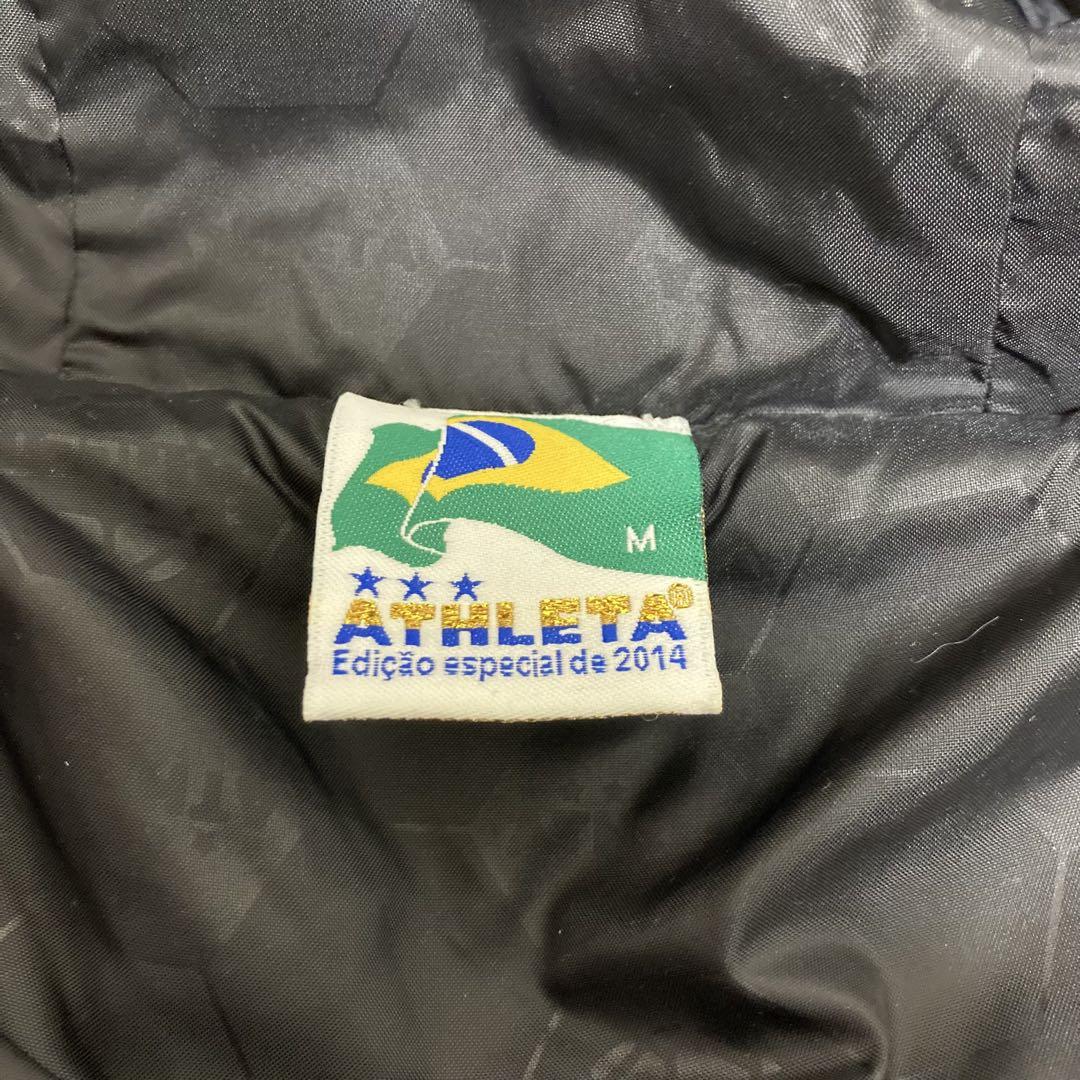 M
ATHLETA®
Edição especial de 2014